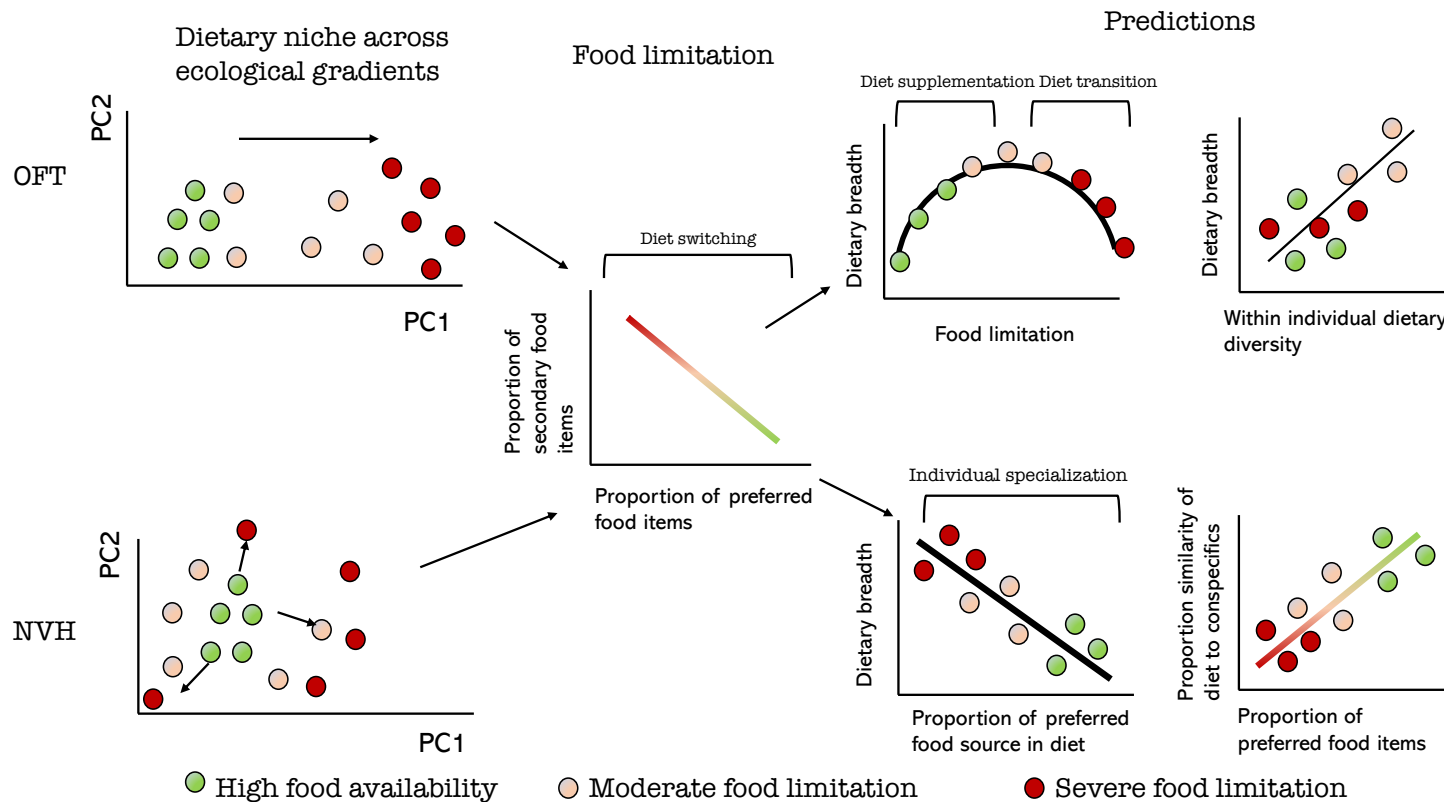 Predictions
Dietary niche across
ecological gradients
Food limitation
Diet supplementation
Diet transition
OFT
PC2
PC1
Diet switching
Proportion of
secondary food
items
Proportion of preferred
food items
Dietary breadth
Food limitation
Dietary breadth
Within individual dietary
diversity
NVH
PC2
PC1
Individual specialization
Dietary breadth
Proportion of preferred
food source in diet
Proportion similarity of
diet to conspecifics
Proportion of
preferred food items
High food availability
Moderate food limitation
Severe food limitation